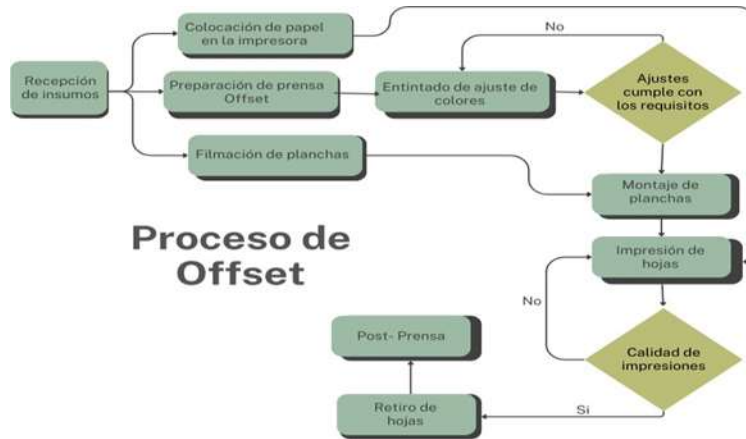 Colocación de papel
en la impresora
No
Recepción
de insumos
Preparación de prensa
Offset
Entintado de ajuste de
colores
Ajustes
cumple con
los requisitos
Filmación de planchas
Montaje de
planchas
Proceso de
Offset
Impresión de
hojas
No
Post- Prensa
Calidad de
impresiones
Si
Retiro de
hojas